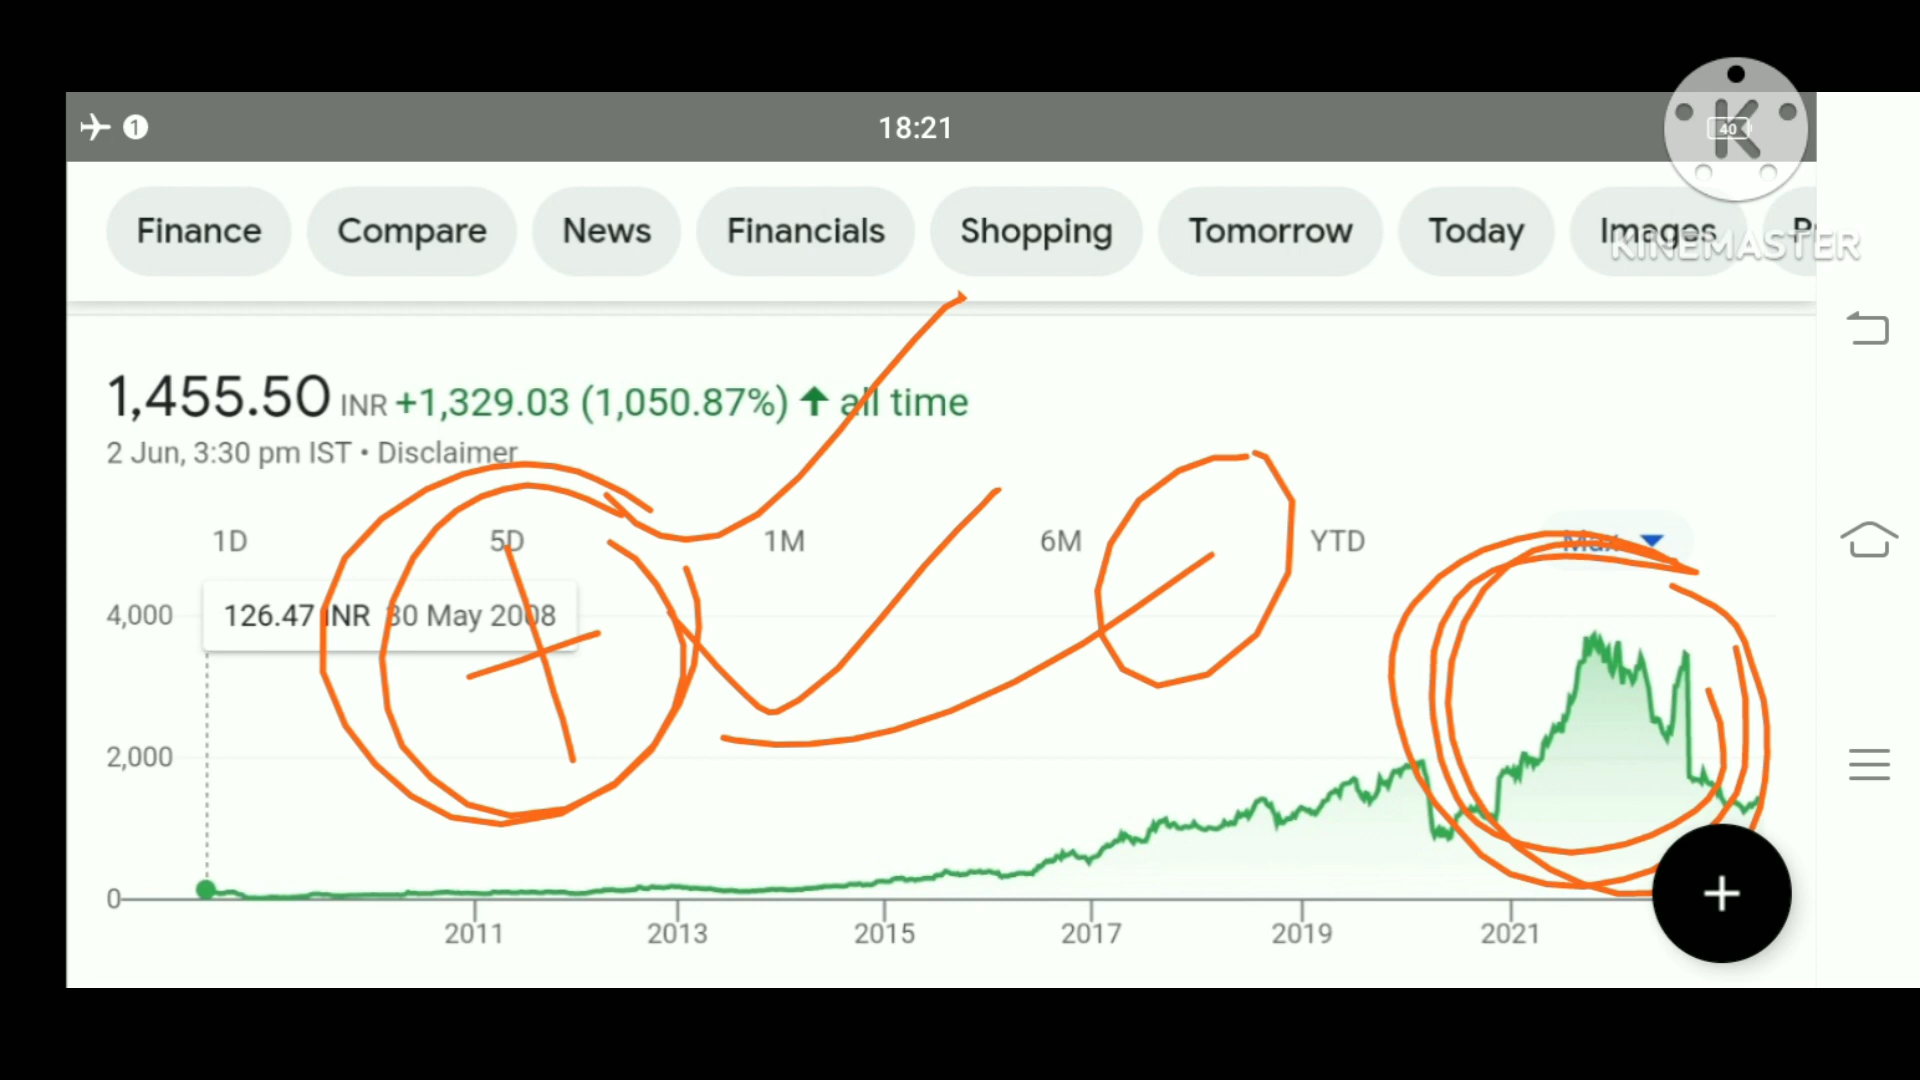 18:21
40
Finance Compare News Financials Shopping Tomorrow Today Images
KINEMASTER
1,455.50 INR +1,329.03 (1,050.87%) all time
2 Jun, 3:30 pm IST • Disclaimer
1D 5D 1M 6M YTD Max
4,000
126.47 INR 30 May 2008
2,000
0
2011 2013 2015 2017 2019 2021